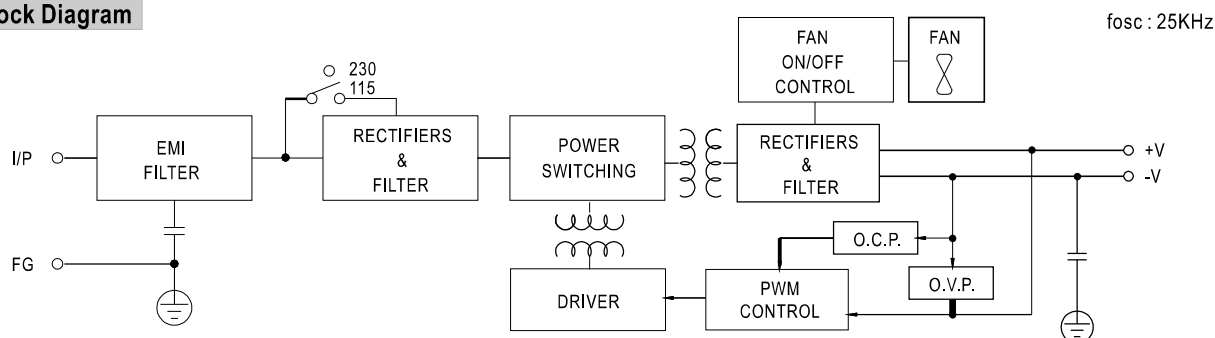 ock Diagram
fosc : 25KHz
230
115
FAN
ON/OFF
CONTROL
FAN
I/P
EMI
FILTER
RECTIFIERS
&
FILTER
POWER
SWITCHING
RECTIFIERS
&
FILTER
+V
-V
O.C.P.
FG
DRIVER
PWM
CONTROL
O.V.P.